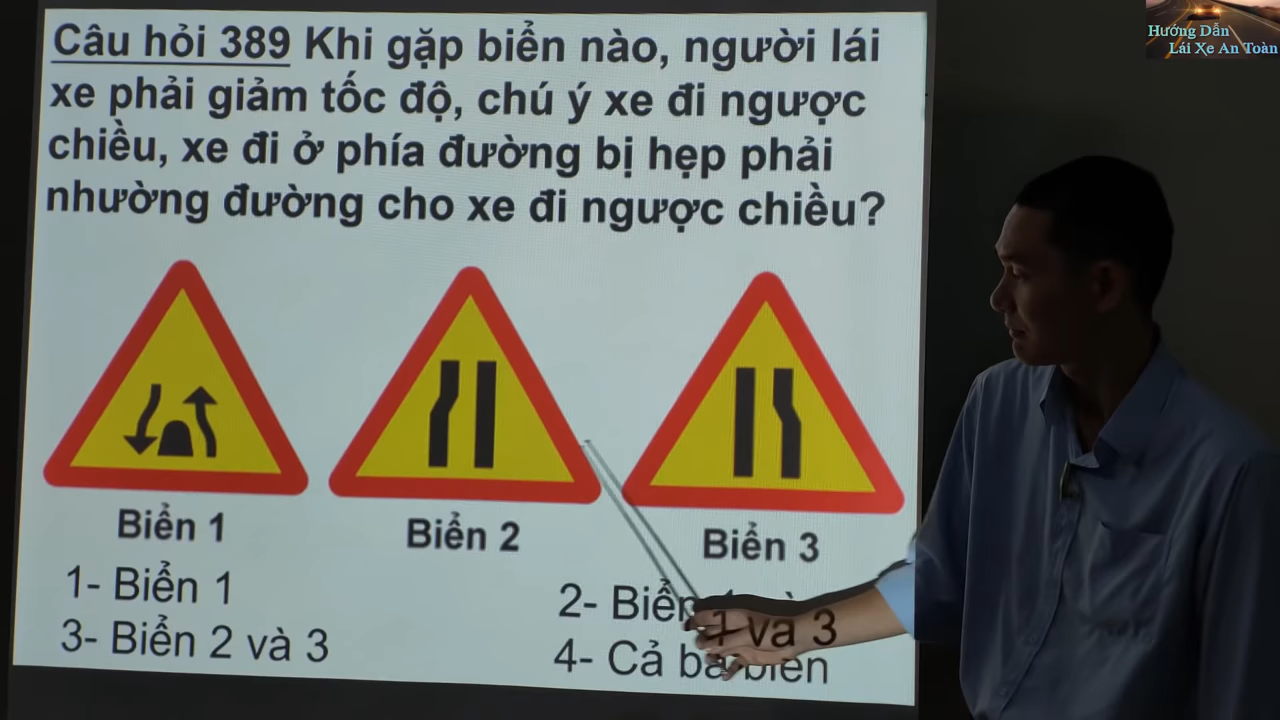 Hướng Dẫn
Lái Xe An Toàn
Câu hỏi 389 Khi gặp biển nào, người lái
xe phải giảm tốc độ, chú ý xe đi ngược
chiều, xe đi ở phía đường bị hẹp phải
nhường đường cho xe đi ngược chiều?
Biển 1
Biển 2
Biển 3
1- Biển 1
2- Biển 1 và 3
3- Biển 2 và 3
4- Cả ba biển